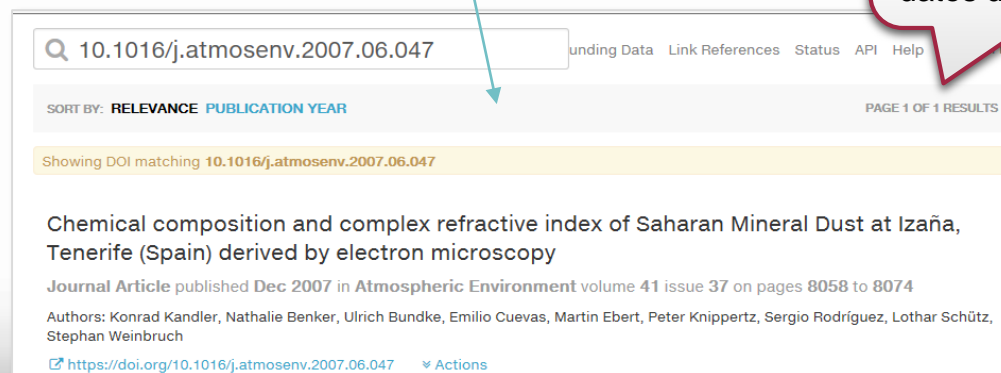 10.1016/j.atmosenv.2007.06.047
unding Data Link References Status API Help
SORT BY: RELEVANCE PUBLICATION YEAR
PAGE 1 OF 1 RESULTS
Showing DOI matching 10.1016/j.atmosenv.2007.06.047
Chemical composition and complex refractive index of Saharan Mineral Dust at Izaña,
Tenerife (Spain) derived by electron microscopy
Journal Article published Dec 2007 in Atmospheric Environment volume 41 issue 37 on pages 8058 to 8074
Authors: Konrad Kandler, Nathalie Benker, Ulrich Bundke, Emilio Cuevas, Martin Ebert, Peter Knippertz, Sergio Rodríguez, Lothar Schütz,
Stephan Weinbruch
https://doi.org/10.1016/j.atmosenv.2007.06.047 Actions